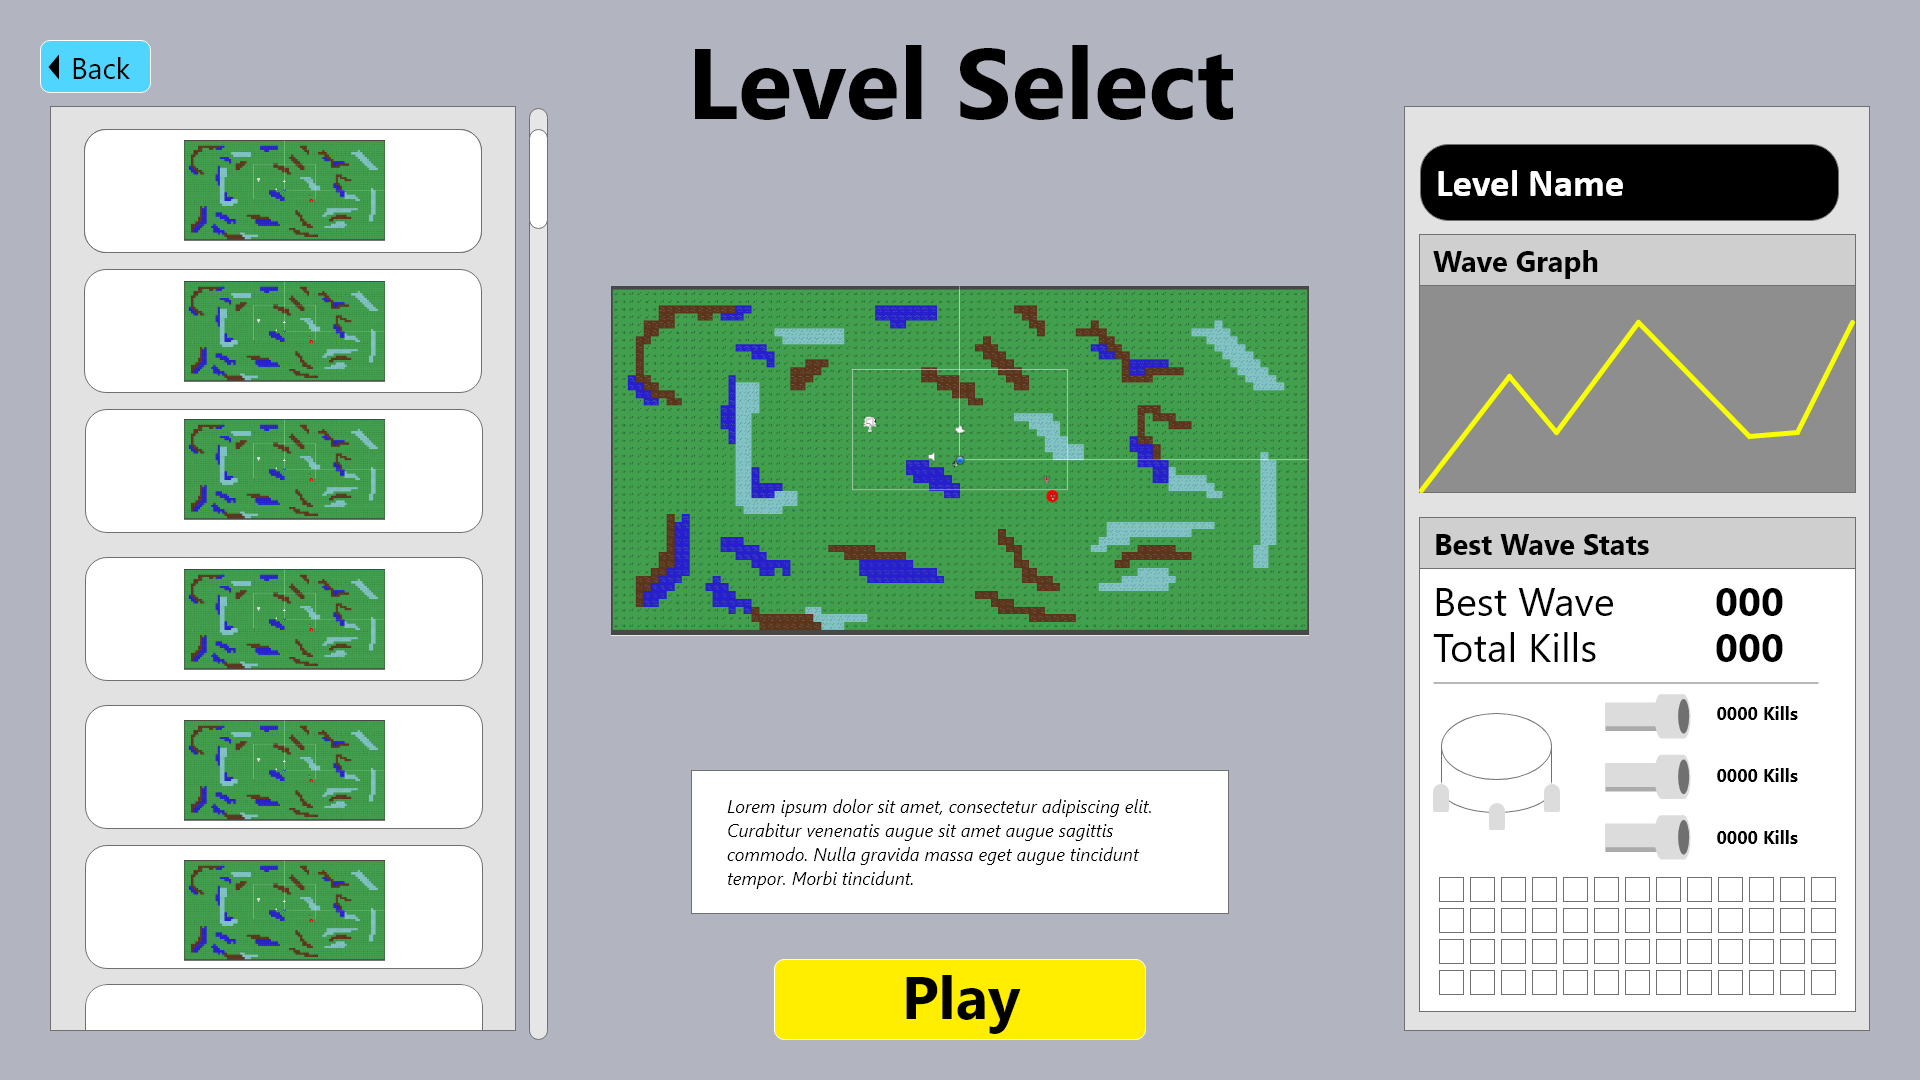 Back
Level Select
Level Name
Wave Graph
Best Wave Stats
Best Wave 000
Total Kills 000
0000 Kills
0000 Kills
0000 Kills
Lorem ipsum dolor sit amet, consectetur adipiscing elit.
Curabitur venenatis augue sit amet augue sagittis
commodo. Nulla gravida massa eget augue tincidunt
tempor. Morbi tincidunt.
Play